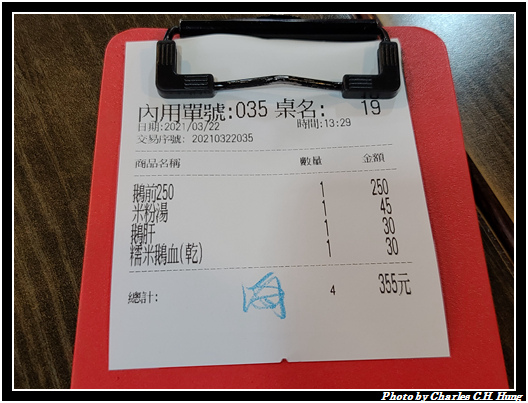 內用單號:035 桌名: 19
日期:2021/03/22 時間:13:29
交易序號: 20210322035
商品名稱 數量 金額
鵝前250 1 250
米粉湯 1 45
鵝肝 1 30
糯米鵝血(乾) 1 30
總計: 4 355元
Photo by Charles C.H. Hung